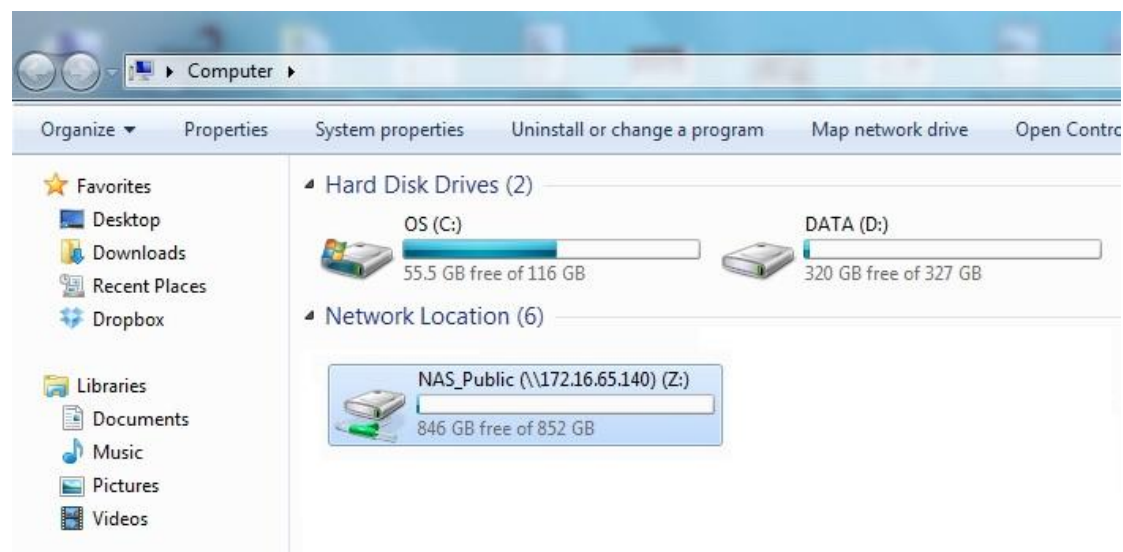 Computer
Organize Properties System properties Uninstall or change a program Map network drive Open Contro
Favorites
Desktop
Downloads
Recent Places
Dropbox
Libraries
Documents
Music
Pictures
Videos
Hard Disk Drives (2)
OS (C:)
55.5 GB free of 116 GB
DATA (D:)
320 GB free of 327 GB
Network Location (6)
NAS_Public (\\172.16.65.140) (Z:)
846 GB free of 852 GB